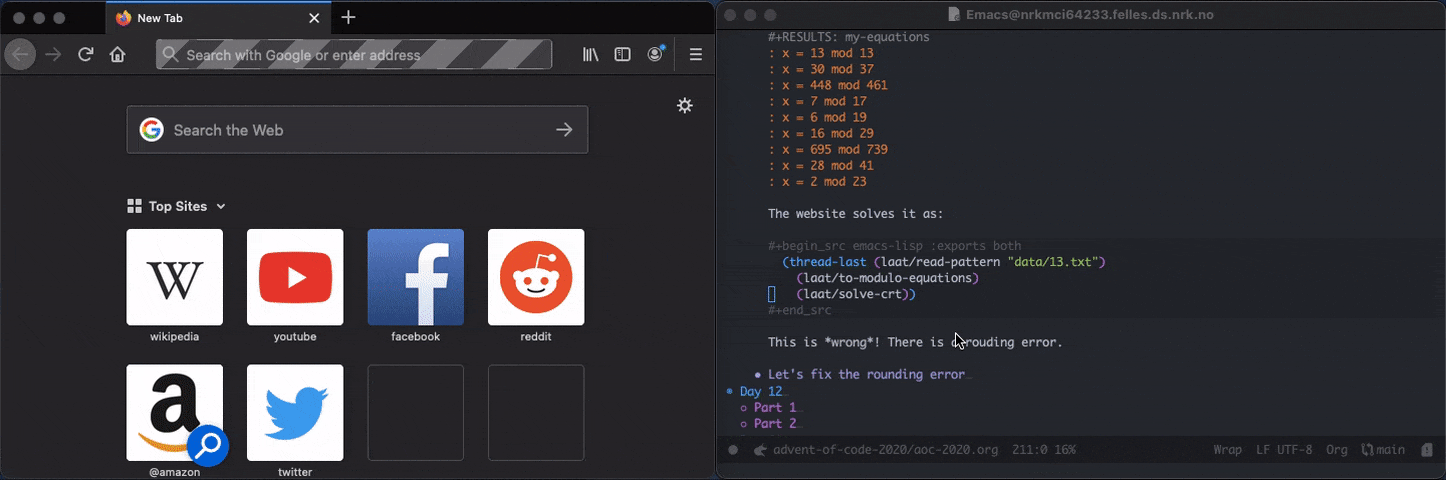 New Tab
Search with Google or enter address
Search the Web
Top Sites
W
f
wikipedia
youtube
facebook
reddit
a
@amazon
twitter
Emacs@nrkmci64233.felles.ds.nrk.no
#+RESULTS: my-equations
: x = 13 mod 13
: x = 30 mod 37
: x = 448 mod 461
: x = 7 mod 17
: x = 6 mod 19
: x = 16 mod 29
: x = 695 mod 739
: x = 28 mod 41
: x = 2 mod 23
The website solves it as:
#+begin_src emacs-lisp :exports both
(thread-last (laat/read-pattern "data/13.txt")
(laat/to-modulo-equations)
(laat/solve-crt))
#+end_src
This is *wrong*! There is a rouding error.
Let's fix the rounding error…
Day 12…
Part 1…
Part 2…
advent-of-code-2020/aoc-2020.org 211:0 16% Wrap LF UTF-8 Org main